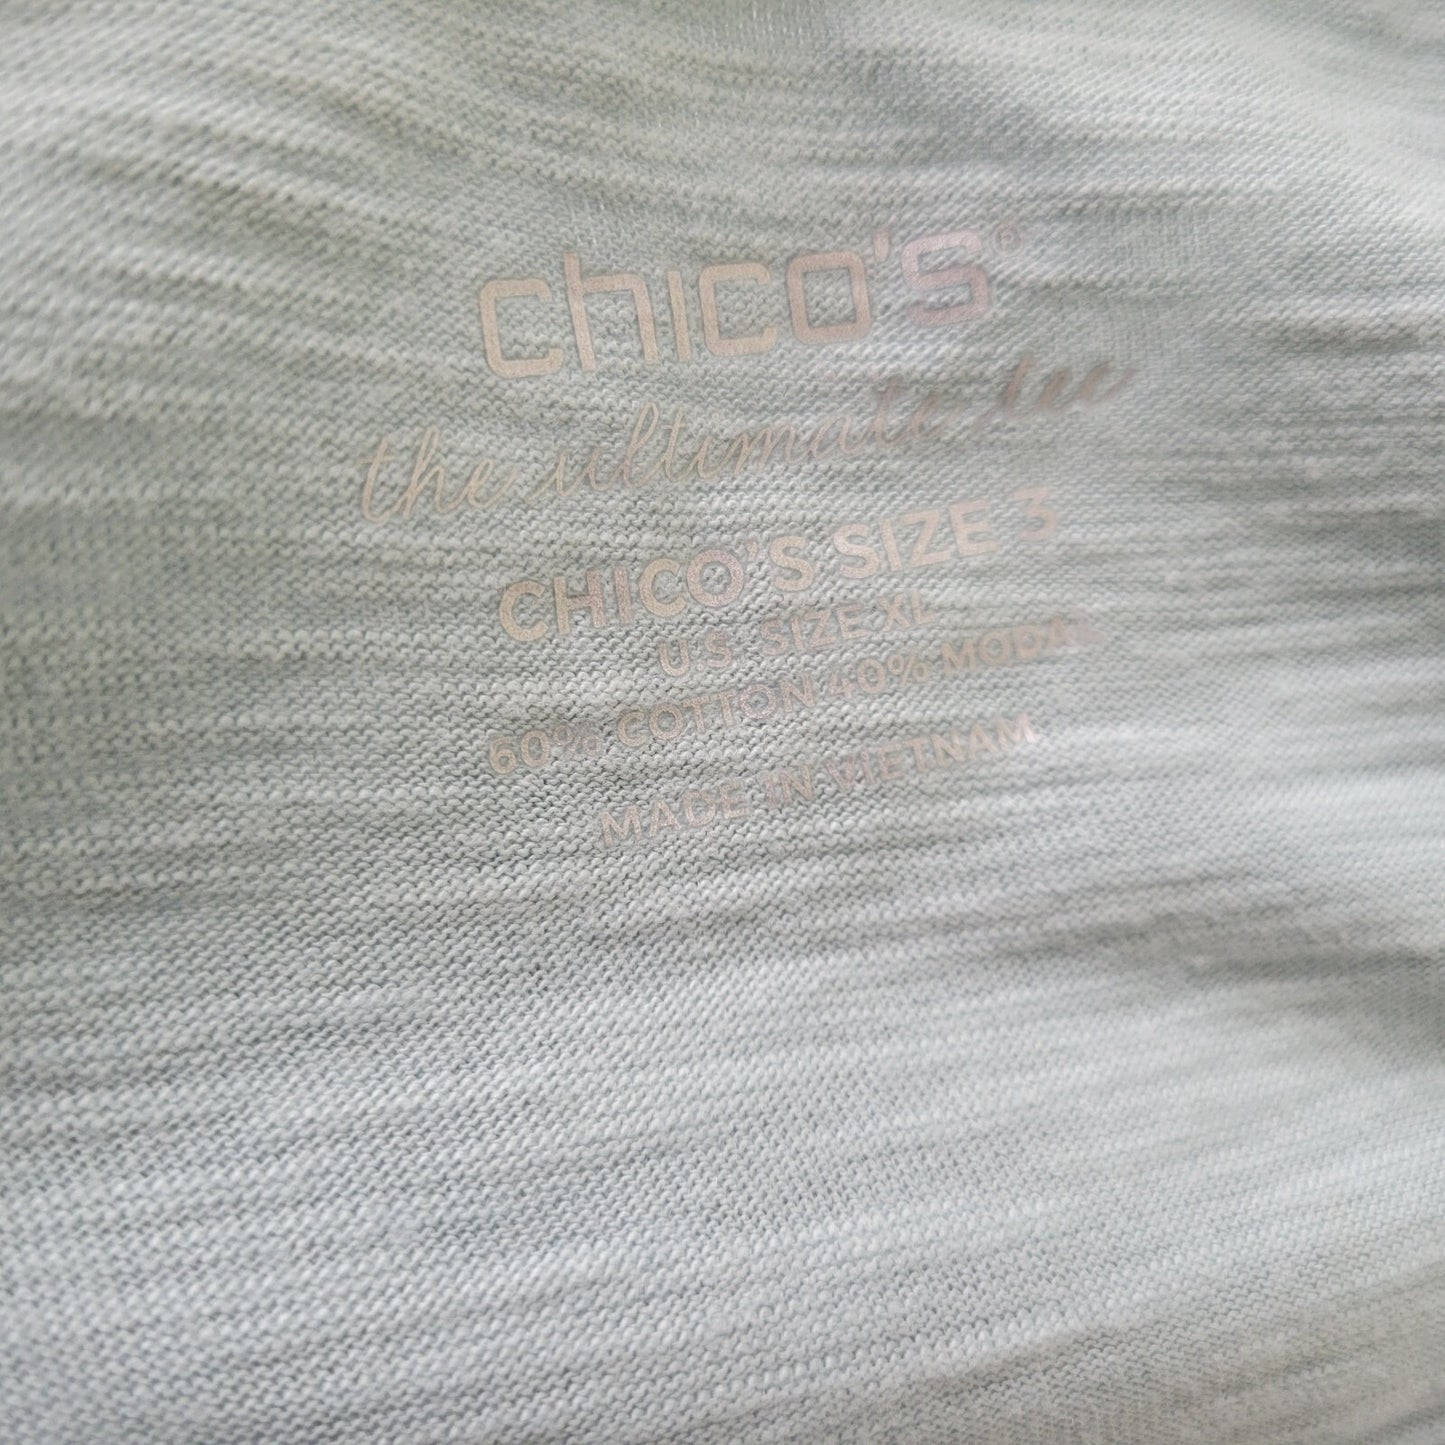 chico's®
the ultimate tee
CHICO'S SIZE 3
U.S. SIZE XL
60% COTTON 40% MODAL
MADE IN VIETNAM